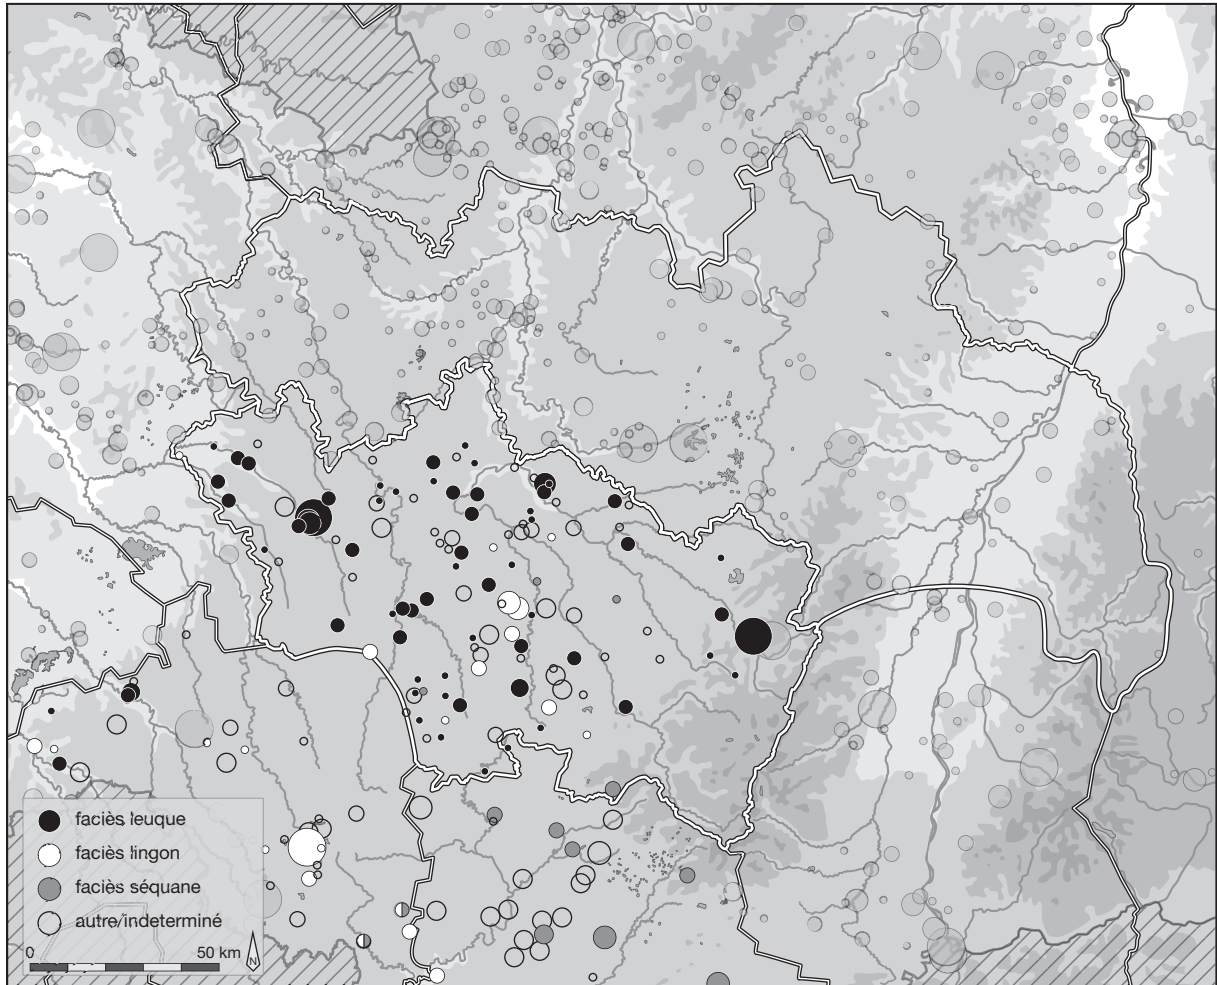 faciès leuque
faciès lingon
faciès séquane
autre/indeterminé
0 50 km
N